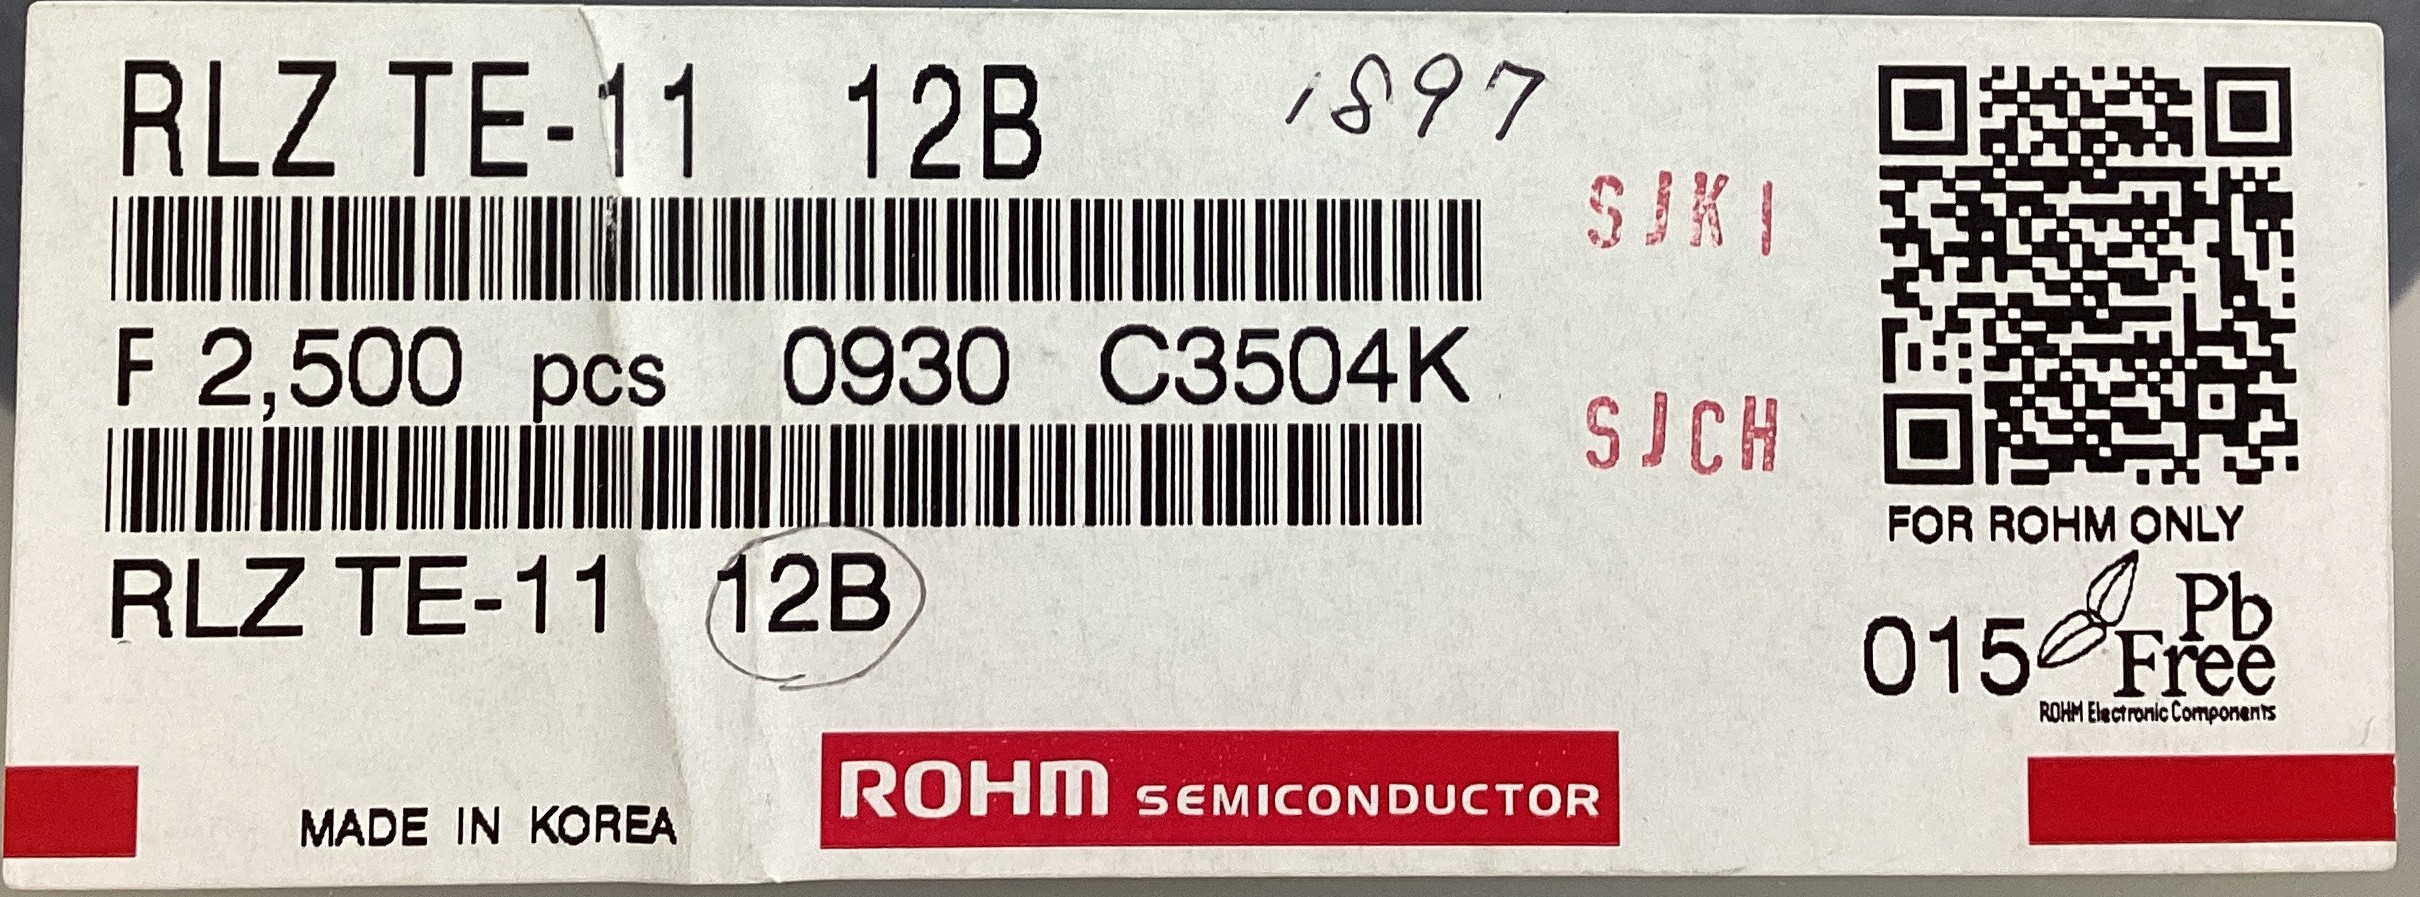 RLZ TE-11 12B 1897
SJK1
F 2,500 pcs 0930 C3504K
SJCH
RLZ TE-11 12B
FOR ROHM ONLY
015 Pb Free
ROHM Electronic Components
MADE IN KOREA
ROHM SEMICONDUCTOR